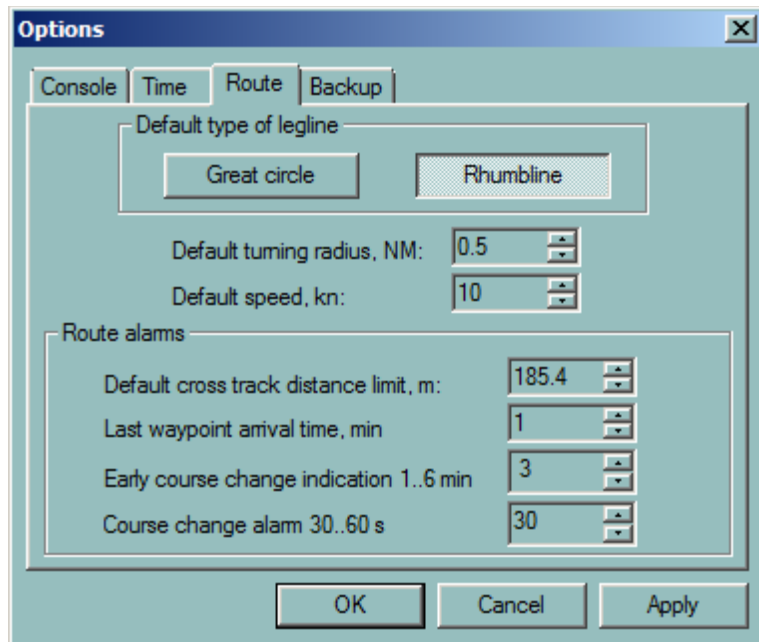 Options
Console Time Route Backup
Default type of legline
Great circle Rhumbline
Default turning radius, NM: 0.5
Default speed, kn: 10
Route alarms
Default cross track distance limit, m: 185.4
Last waypoint arrival time, min 1
Early course change indication 1..6 min 3
Course change alarm 30..60 s 30
OK Cancel Apply